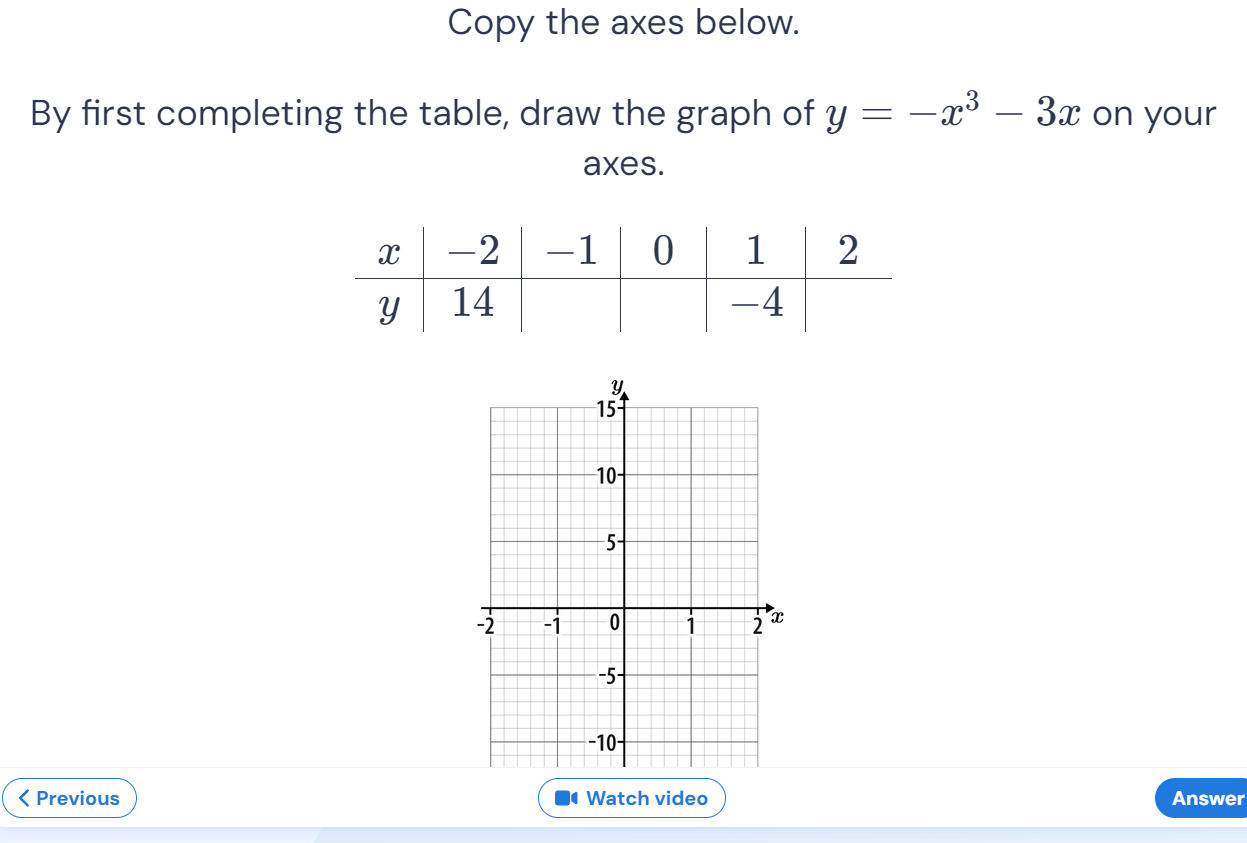 Copy the axes below.
By first completing the table, draw the graph of y = −x³ − 3x on your
axes.
x −2 −1 0 1 2
y 14 −4
y
15
10
5
-2 -1 0 1 2 x
-5
-10
Previous Watch video Answer